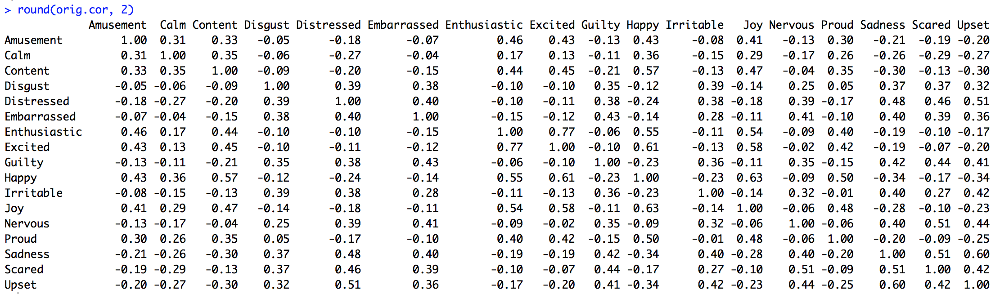 > round(orig.cor, 2)
Amusement Calm Content Disgust Distressed Embarrassed Enthusiastic Excited Guilty Happy Irritable Joy Nervous Proud Sadness Scared Upset
Amusement 1.00 0.31 0.33 -0.05 -0.18 -0.07 0.46 0.43 -0.13 0.43 -0.08 0.41 -0.13 0.30 -0.21 -0.19 -0.20
Calm 0.31 1.00 0.35 -0.06 -0.27 -0.04 0.17 0.13 -0.11 0.36 -0.15 0.29 -0.17 0.26 -0.26 -0.29 -0.27
Content 0.33 0.35 1.00 -0.09 -0.20 -0.15 0.44 0.45 -0.21 0.57 -0.13 0.47 -0.04 0.35 -0.30 -0.13 -0.30
Disgust -0.05 -0.06 -0.09 1.00 0.39 0.38 -0.10 -0.10 0.35 -0.12 0.39 -0.14 0.25 0.05 0.37 0.37 0.32
Distressed -0.18 -0.27 -0.20 0.39 1.00 0.40 -0.10 -0.11 0.38 -0.24 0.38 -0.18 0.39 -0.17 0.48 0.46 0.51
Embarrassed -0.07 -0.04 -0.15 0.38 0.40 1.00 -0.15 -0.12 0.43 -0.14 0.28 -0.11 0.41 -0.10 0.40 0.39 0.36
Enthusiastic 0.46 0.17 0.44 -0.10 -0.10 -0.15 1.00 0.77 -0.06 0.55 -0.11 0.54 -0.09 0.40 -0.19 -0.10 -0.17
Excited 0.43 0.13 0.45 -0.10 -0.11 -0.12 0.77 1.00 -0.10 0.61 -0.13 0.58 -0.02 0.42 -0.19 -0.07 -0.20
Guilty -0.13 -0.11 -0.21 0.35 0.38 0.43 -0.06 -0.10 1.00 -0.23 0.36 -0.11 0.35 -0.15 0.42 0.44 0.41
Happy 0.43 0.36 0.57 -0.12 -0.24 -0.14 0.55 0.61 -0.23 1.00 -0.23 0.63 -0.09 0.50 -0.34 -0.17 -0.34
Irritable -0.08 -0.15 -0.13 0.39 0.38 0.28 -0.11 -0.13 0.36 -0.23 1.00 -0.14 0.32 -0.01 0.40 0.27 0.42
Joy 0.41 0.29 0.47 -0.14 -0.18 -0.11 0.54 0.58 -0.11 0.63 -0.14 1.00 -0.06 0.48 -0.28 -0.10 -0.23
Nervous -0.13 -0.17 -0.04 0.25 0.39 0.41 -0.09 -0.02 0.35 -0.09 0.32 -0.06 1.00 -0.06 0.40 0.51 0.44
Proud 0.30 0.26 0.35 0.05 -0.17 -0.10 0.40 0.42 -0.15 0.50 -0.01 0.48 -0.06 1.00 -0.20 -0.09 -0.25
Sadness -0.21 -0.26 -0.30 0.37 0.48 0.40 -0.19 -0.19 0.42 -0.34 0.40 -0.28 0.40 -0.20 1.00 0.51 0.60
Scared -0.19 -0.29 -0.13 0.37 0.46 0.39 -0.10 -0.07 0.44 -0.17 0.27 -0.10 0.51 -0.09 0.51 1.00 0.42
Upset -0.20 -0.27 -0.30 0.32 0.51 0.36 -0.17 -0.20 0.41 -0.34 0.42 -0.23 0.44 -0.25 0.60 0.42 1.00